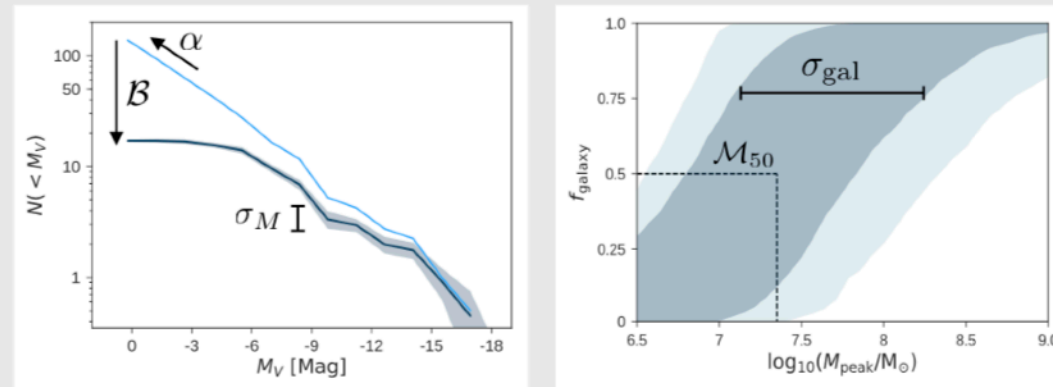 100
50
10
1
N(< M_V)
α
𝓑
σ_M
0 -3 -6 -9 -12 -15 -18
M_V [Mag]
1.0
0.75
0.5
0.25
0
f_galaxy
σ_gal
𝓜_50
6.5 7 7.5 8 8.5 9.0
log_10(M_peak/M_⊙)